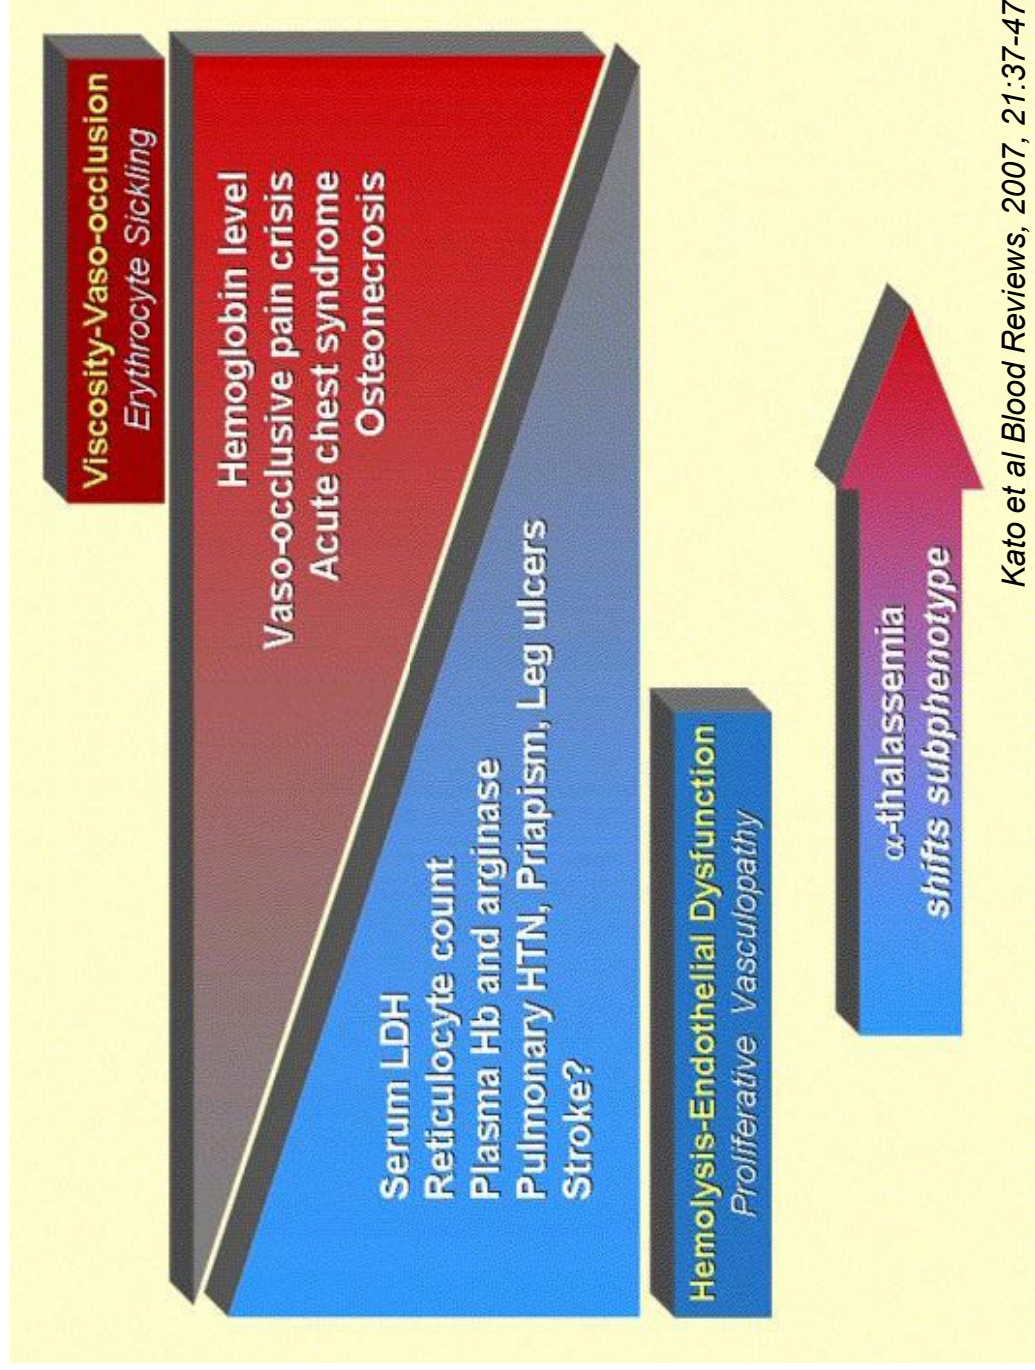 Viscosity-Vaso-occlusion
Erythrocyte Sickling
Hemoglobin level
Vaso-occlusive pain crisis
Acute chest syndrome
Osteonecrosis
Serum LDH
Reticulocyte count
Plasma Hb and arginase
Pulmonary HTN, Priapism, Leg ulcers
Stroke?
Hemolysis-Endothelial Dysfunction
Proliferative Vasculopathy
α-thalassemia
shifts subphenotype
Kato et al Blood Reviews, 2007, 21:37-47